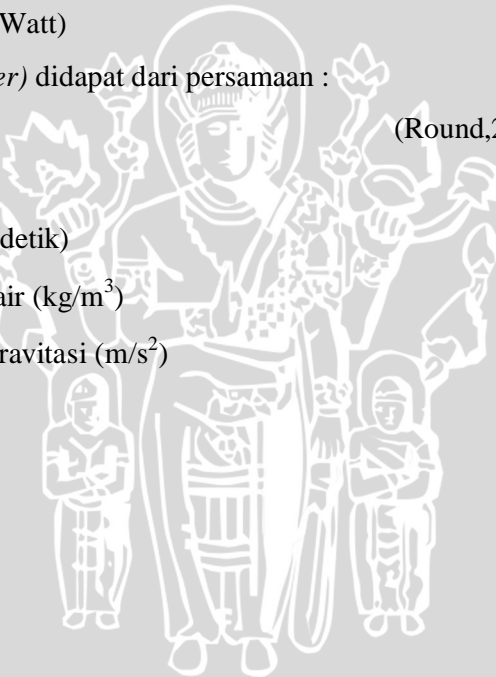 Watt)
er) didapat dari persamaan :
(Round,2
detik)
air (kg/m³)
ravitasi (m/s²)